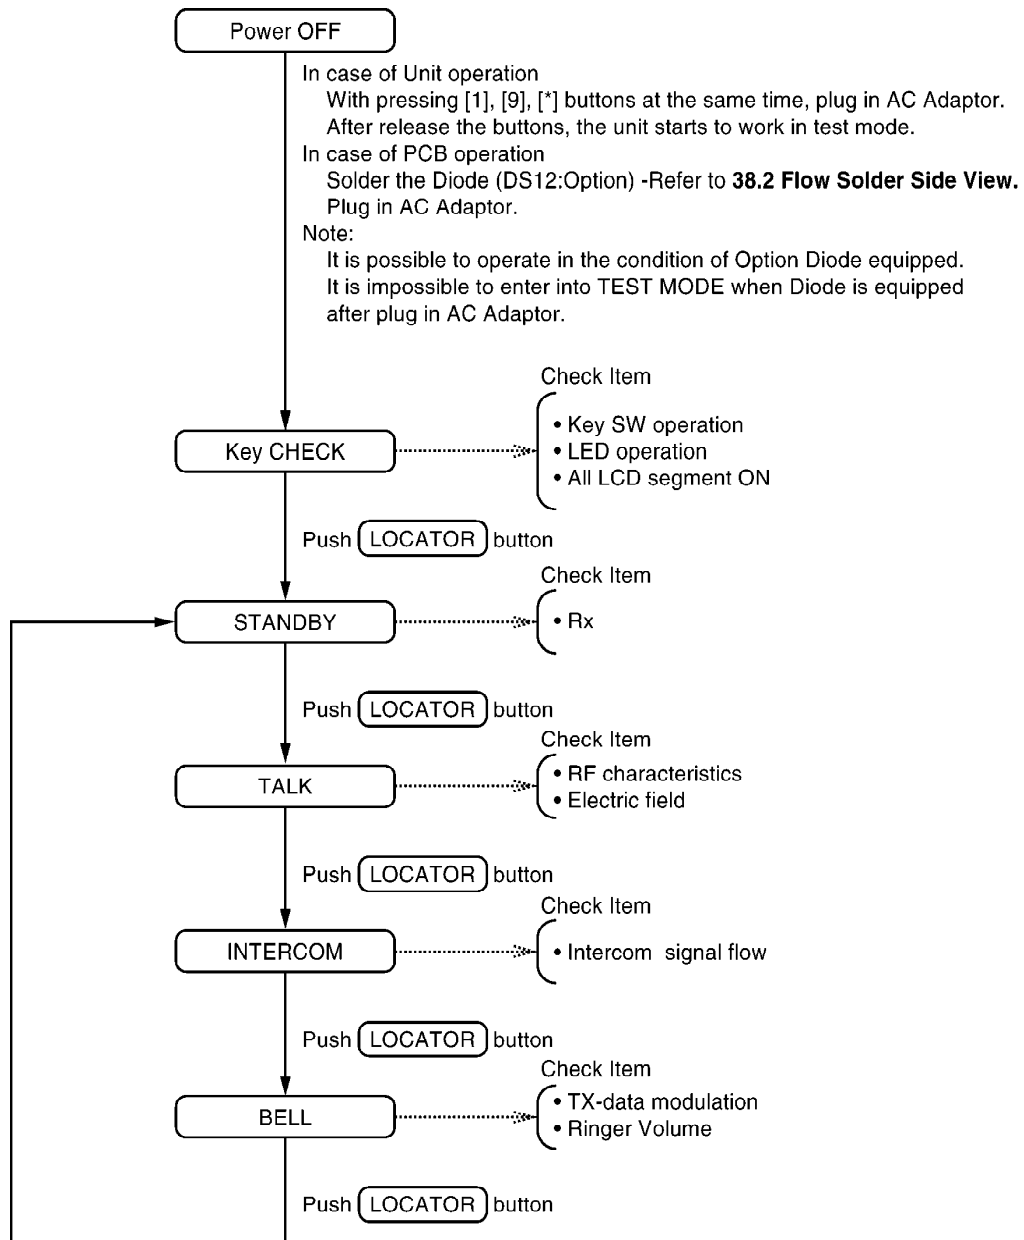 Power OFF
In case of Unit operation
With pressing [1], [9], [*] buttons at the same time, plug in AC Adaptor.
After release the buttons, the unit starts to work in test mode.
In case of PCB operation
Solder the Diode (DS12:Option) -Refer to 38.2 Flow Solder Side View.
Plug in AC Adaptor.
Note:
It is possible to operate in the condition of Option Diode equipped.
It is impossible to enter into TEST MODE when Diode is equipped
after plug in AC Adaptor.
Check Item
Key CHECK
• Key SW operation
• LED operation
• All LCD segment ON
Push LOCATOR button
Check Item
STANDBY
• Rx
Push LOCATOR button
Check Item
TALK
• RF characteristics
• Electric field
Push LOCATOR button
Check Item
INTERCOM
• Intercom signal flow
Push LOCATOR button
Check Item
BELL
• TX-data modulation
• Ringer Volume
Push LOCATOR button